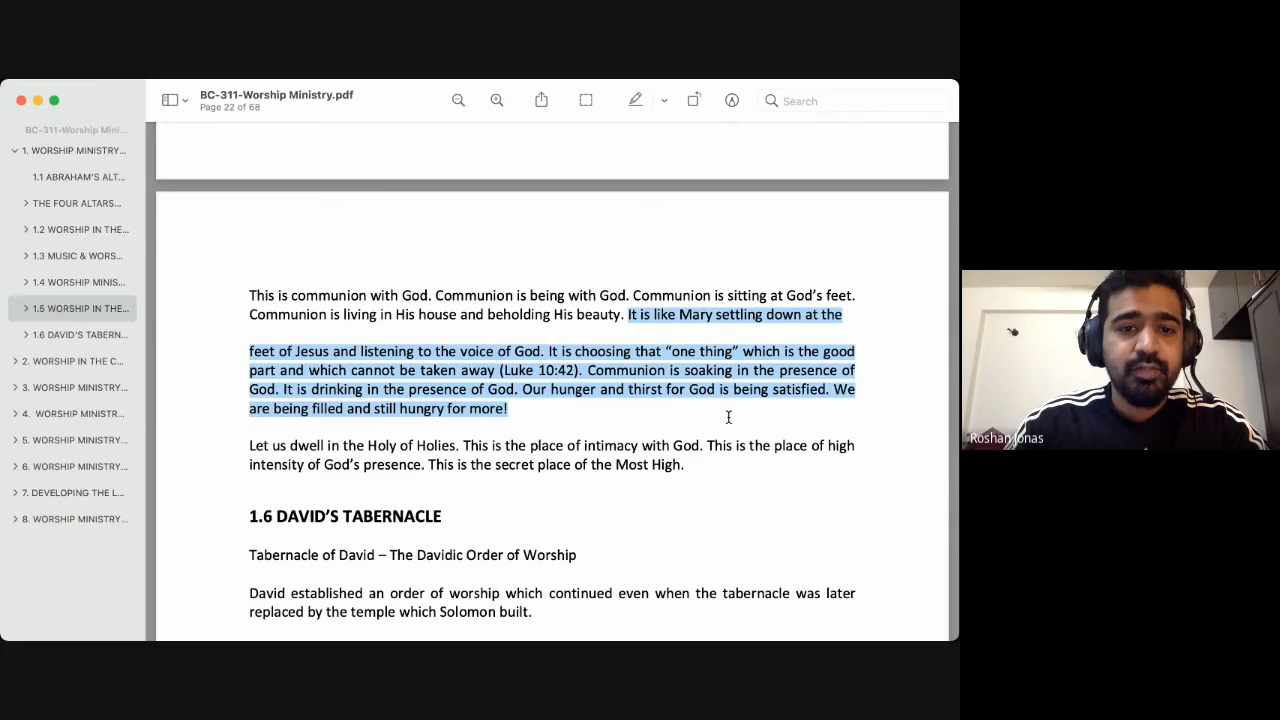 BC-311-Worship Ministry.pdf
Page 22 of 68
Search
BC-311-Worship Mini...
1. WORSHIP MINISTRY...
1.1 ABRAHAM'S ALT...
THE FOUR ALTARS...
1.2 WORSHIP IN THE...
1.3 MUSIC & WORS...
1.4 WORSHIP MINIS...
1.5 WORSHIP IN THE...
1.6 DAVID'S TABERN...
2. WORSHIP IN THE C...
3. WORSHIP MINISTRY...
4. WORSHIP MINISTR...
5. WORSHIP MINISTRY...
6. WORSHIP MINISTRY...
7. DEVELOPING THE L...
8. WORSHIP MINISTRY...
This is communion with God. Communion is being with God. Communion is sitting at God's feet.
Communion is living in His house and beholding His beauty. It is like Mary settling down at the
feet of Jesus and listening to the voice of God. It is choosing that “one thing” which is the good
part and which cannot be taken away (Luke 10:42). Communion is soaking in the presence of
God. It is drinking in the presence of God. Our hunger and thirst for God is being satisfied. We
are being filled and still hungry for more!
Let us dwell in the Holy of Holies. This is the place of intimacy with God. This is the place of high
intensity of God's presence. This is the secret place of the Most High.
1.6 DAVID'S TABERNACLE
Tabernacle of David – The Davidic Order of Worship
David established an order of worship which continued even when the tabernacle was later
replaced by the temple which Solomon built.
Roshan Jonas